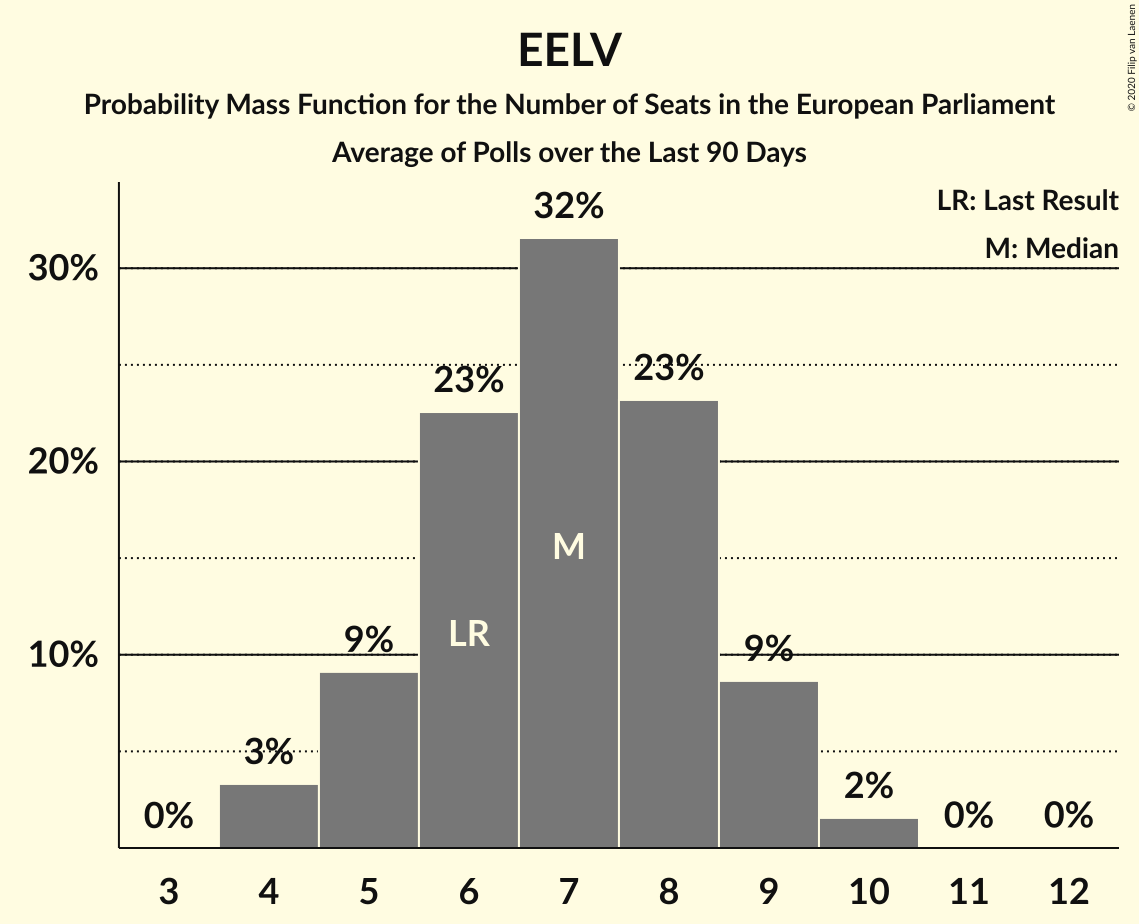 EELV
Probability Mass Function for the Number of Seats in the European Parliament
Average of Polls over the Last 90 Days
© 2020 Filip van Laenen
LR: Last Result
M: Median
30%
20%
10%
0%
3%
9%
23%
32%
23%
9%
2%
0%
0%
LR
M
3 4 5 6 7 8 9 10 11 12